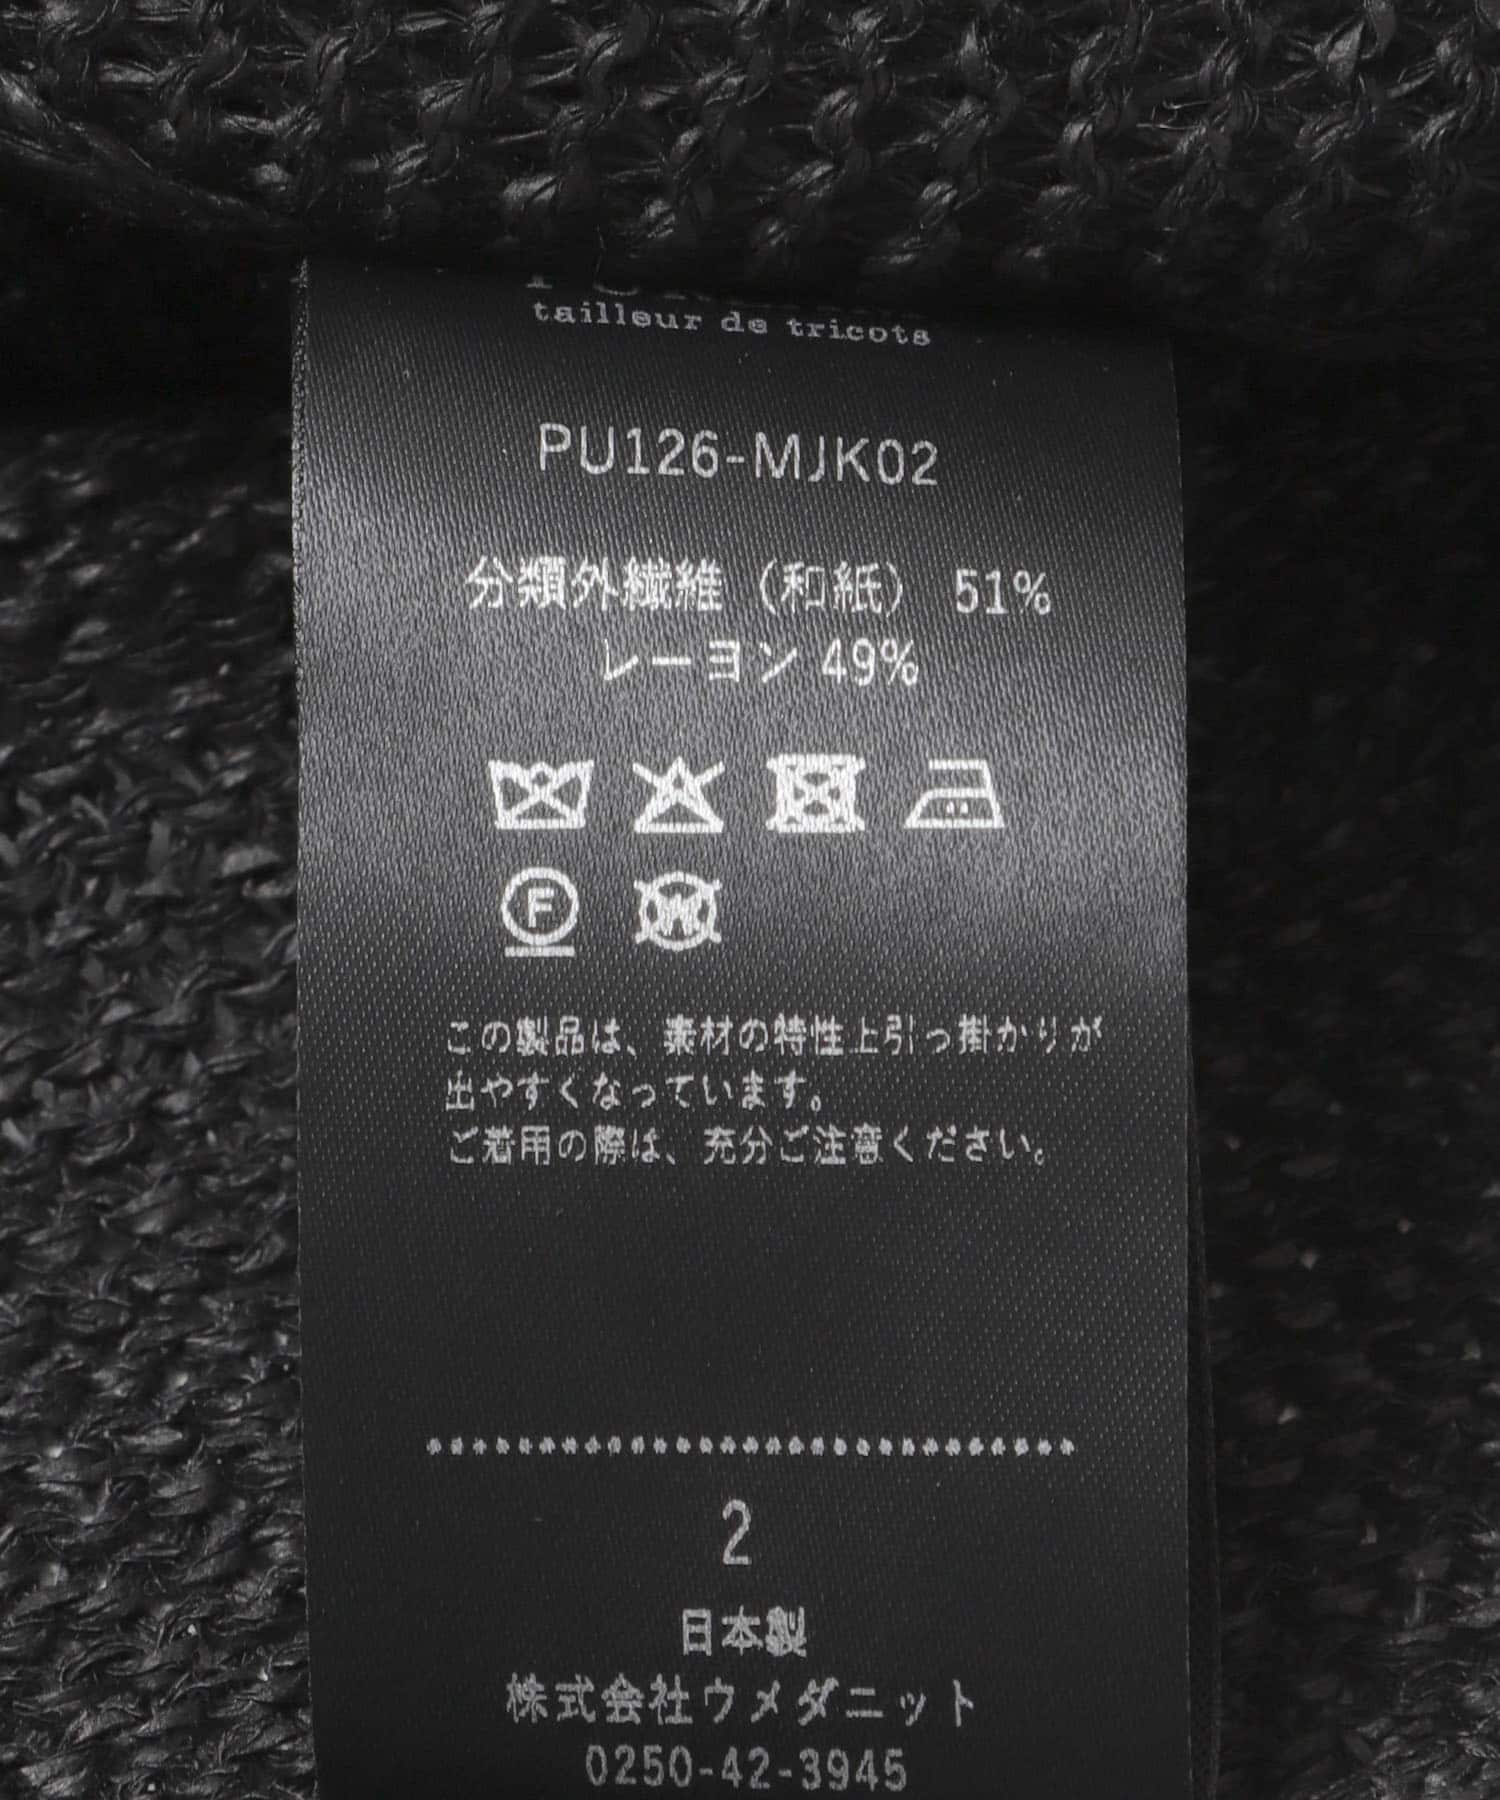 tailleur de tricots
PU126-MJK02
分類外繊維（和紙） 51%
レーヨン 49%
F
W
この製品は、素材の特性上引っ掛かりが
出やすくなっています。
ご着用の際は、充分ご注意ください。
2
日本製
株式会社ウメダニット
0250-42-3945